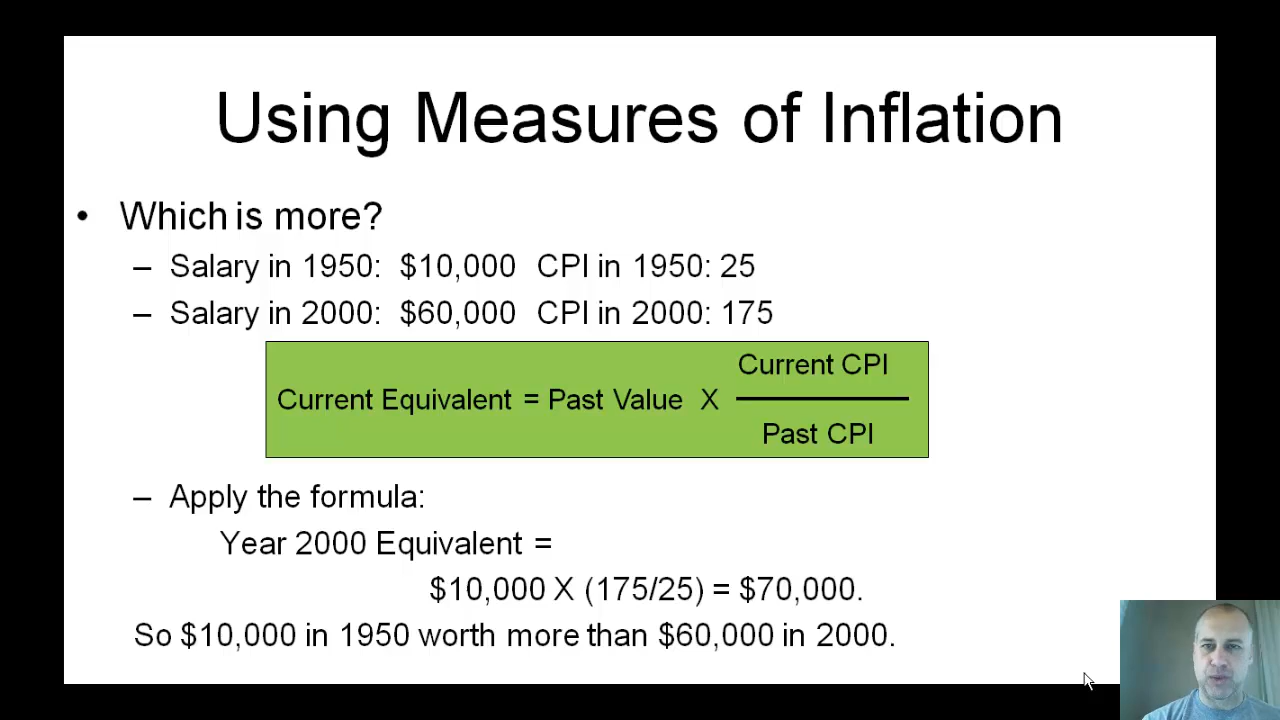 Using Measures of Inflation
• Which is more?
– Salary in 1950: $10,000 CPI in 1950: 25
– Salary in 2000: $60,000 CPI in 2000: 175
Current CPI
Current Equivalent = Past Value X
Past CPI
– Apply the formula:
Year 2000 Equivalent =
$10,000 X (175/25) = $70,000.
So $10,000 in 1950 worth more than $60,000 in 2000.